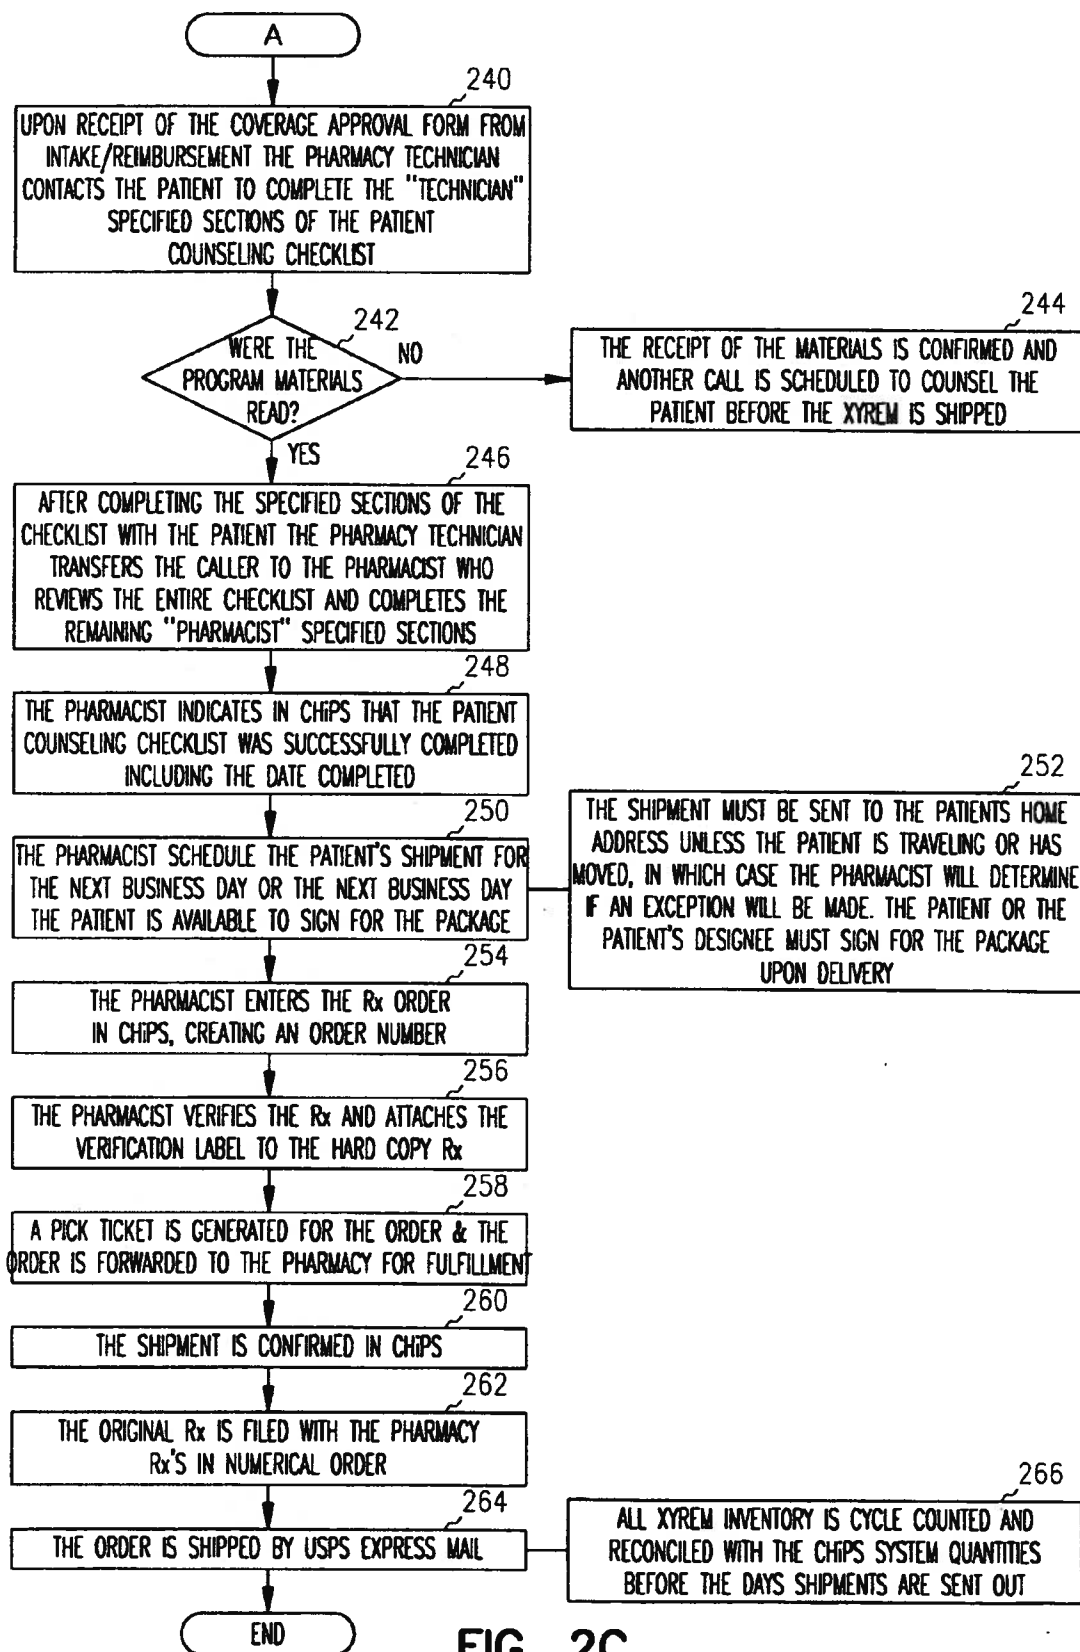 A
240
UPON RECEIPT OF THE COVERAGE APPROVAL FORM FROM
INTAKE/REIMBURSEMENT THE PHARMACY TECHNICIAN
CONTACTS THE PATIENT TO COMPLETE THE "TECHNICIAN"
SPECIFIED SECTIONS OF THE PATIENT
COUNSELING CHECKLIST
242
WERE THE
PROGRAM MATERIALS
READ?
NO
YES
244
THE RECEIPT OF THE MATERIALS IS CONFIRMED AND
ANOTHER CALL IS SCHEDULED TO COUNSEL THE
PATIENT BEFORE THE XYREM IS SHIPPED
246
AFTER COMPLETING THE SPECIFIED SECTIONS OF THE
CHECKLIST WITH THE PATIENT THE PHARMACY TECHNICIAN
TRANSFERS THE CALLER TO THE PHARMACIST WHO
REVIEWS THE ENTIRE CHECKLIST AND COMPLETES THE
REMAINING "PHARMACIST" SPECIFIED SECTIONS
248
THE PHARMACIST INDICATES IN CHiPS THAT THE PATIENT
COUNSELING CHECKLIST WAS SUCCESSFULLY COMPLETED
INCLUDING THE DATE COMPLETED
250
THE PHARMACIST SCHEDULE THE PATIENT'S SHIPMENT FOR
THE NEXT BUSINESS DAY OR THE NEXT BUSINESS DAY
THE PATIENT IS AVAILABLE TO SIGN FOR THE PACKAGE
252
THE SHIPMENT MUST BE SENT TO THE PATIENTS HOME
ADDRESS UNLESS THE PATIENT IS TRAVELING OR HAS
MOVED, IN WHICH CASE THE PHARMACIST WILL DETERMINE
IF AN EXCEPTION WILL BE MADE. THE PATIENT OR THE
PATIENT'S DESIGNEE MUST SIGN FOR THE PACKAGE
UPON DELIVERY
254
THE PHARMACIST ENTERS THE Rx ORDER
IN CHiPS, CREATING AN ORDER NUMBER
256
THE PHARMACIST VERIFIES THE Rx AND ATTACHES THE
VERIFICATION LABEL TO THE HARD COPY Rx
258
A PICK TICKET IS GENERATED FOR THE ORDER & THE
ORDER IS FORWARDED TO THE PHARMACY FOR FULFILLMENT
260
THE SHIPMENT IS CONFIRMED IN CHiPS
262
THE ORIGINAL Rx IS FILED WITH THE PHARMACY
Rx'S IN NUMERICAL ORDER
264
THE ORDER IS SHIPPED BY USPS EXPRESS MAIL
266
ALL XYREM INVENTORY IS CYCLE COUNTED AND
RECONCILED WITH THE CHiPS SYSTEM QUANTITIES
BEFORE THE DAYS SHIPMENTS ARE SENT OUT
END
FIG. 2C